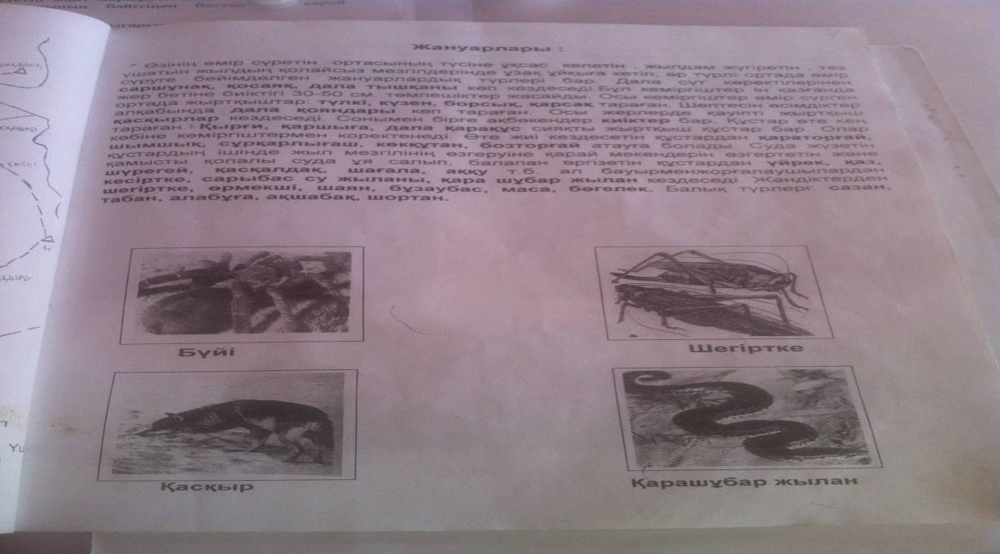 Жануарлары :
Өзінің өмір сүретін ортасының түсіне ұқсас келетін , жылдам жүгіретін, тез
ұшатын жылдың қолайсыз мезгілдерінде ұзақ ұйқыға кетіп, әр түрлі ортада өмір
сүруге бейімделген жануарлардың түрлері бар. Дала сүт қоректілерінен
саршұнақ, қосаяқ, дала тышқаны көп кездеседі. Бұл кеміргіштер ін қазғанда
жер бетіне биіктігі 30-50 см. төмпешіктер жасайды. Осы кеміргіштер өмір сүрген
ортада жыртқыштар: түлкі, күзен, борсық, қарсақ тараған. Шөптесін өсімдіктер
алқабында дала қояндары көп тараған. Осы жерлерде қауіпті жыртқыш
қасқырлар кездеседі. Сонымен бірге ақбөкендер киіктер бар. Құстар өте көп
тараған. Қырғи, қаршыға, дала қарақұс сияқты жыртқыш құстар бар. Олар
көбіне кеміргіштермен қоректенеді. Өте жиі кездесетін құстардан қараторғай,
шымшық, сұрқарлығаш, көкқұтан, бозторғай атауға болады. Суда жүзетін
құстардың ішінде жыл мезгілінің өзгеруіне қарай мекендерін өзгертетін және
қамысты қопалы суда ұя салып, балапан өргізетін құстардан үйрек, қаз,
шүрегей, қасқалдақ, шағала, аққу т.б. ал бауырменжорғалаушылардан
кесіртке, сарыбас су жыланы, қара шұбар жылан кездеседі. Жәндіктерден
шегіртке, өрмекші, шаян, бұзаубас, маса, бөгелек. Балық түрлері: сазан,
табан, алабұға, ақшабақ, шортан.
Бүйі
Шегіртке
Қасқыр
Қарашұбар жылан